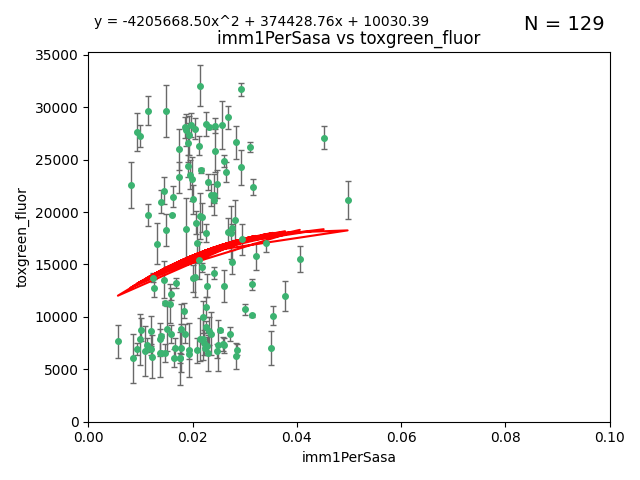 y = -4205668.50x^2 + 374428.76x + 10030.39
N = 129
imm1PerSasa vs toxgreen_fluor
35000
30000
25000
20000
15000
10000
5000
0
toxgreen_fluor
0.00 0.02 0.04 0.06 0.08 0.10
imm1PerSasa